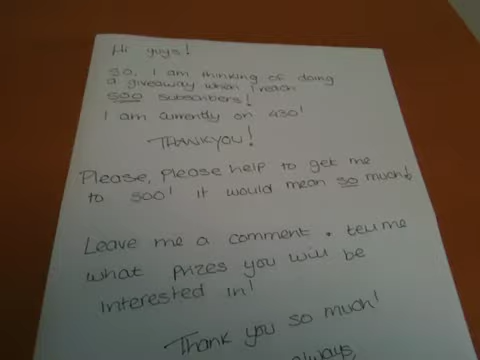 Hi guys!
So, I am thinking of doing
a giveaway when I reach
500 subscribers!
I am currently on 430!
THANKYOU!
Please, Please help to get me
to 500! it would mean so much!
Leave me a comment + tell me
what prizes you will be
interested in!
Thank you so much!
always,